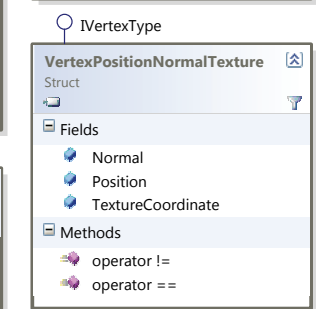 IVertexType
VertexPositionNormalTexture
Struct
Fields
Normal
Position
TextureCoordinate
Methods
operator !=
operator ==